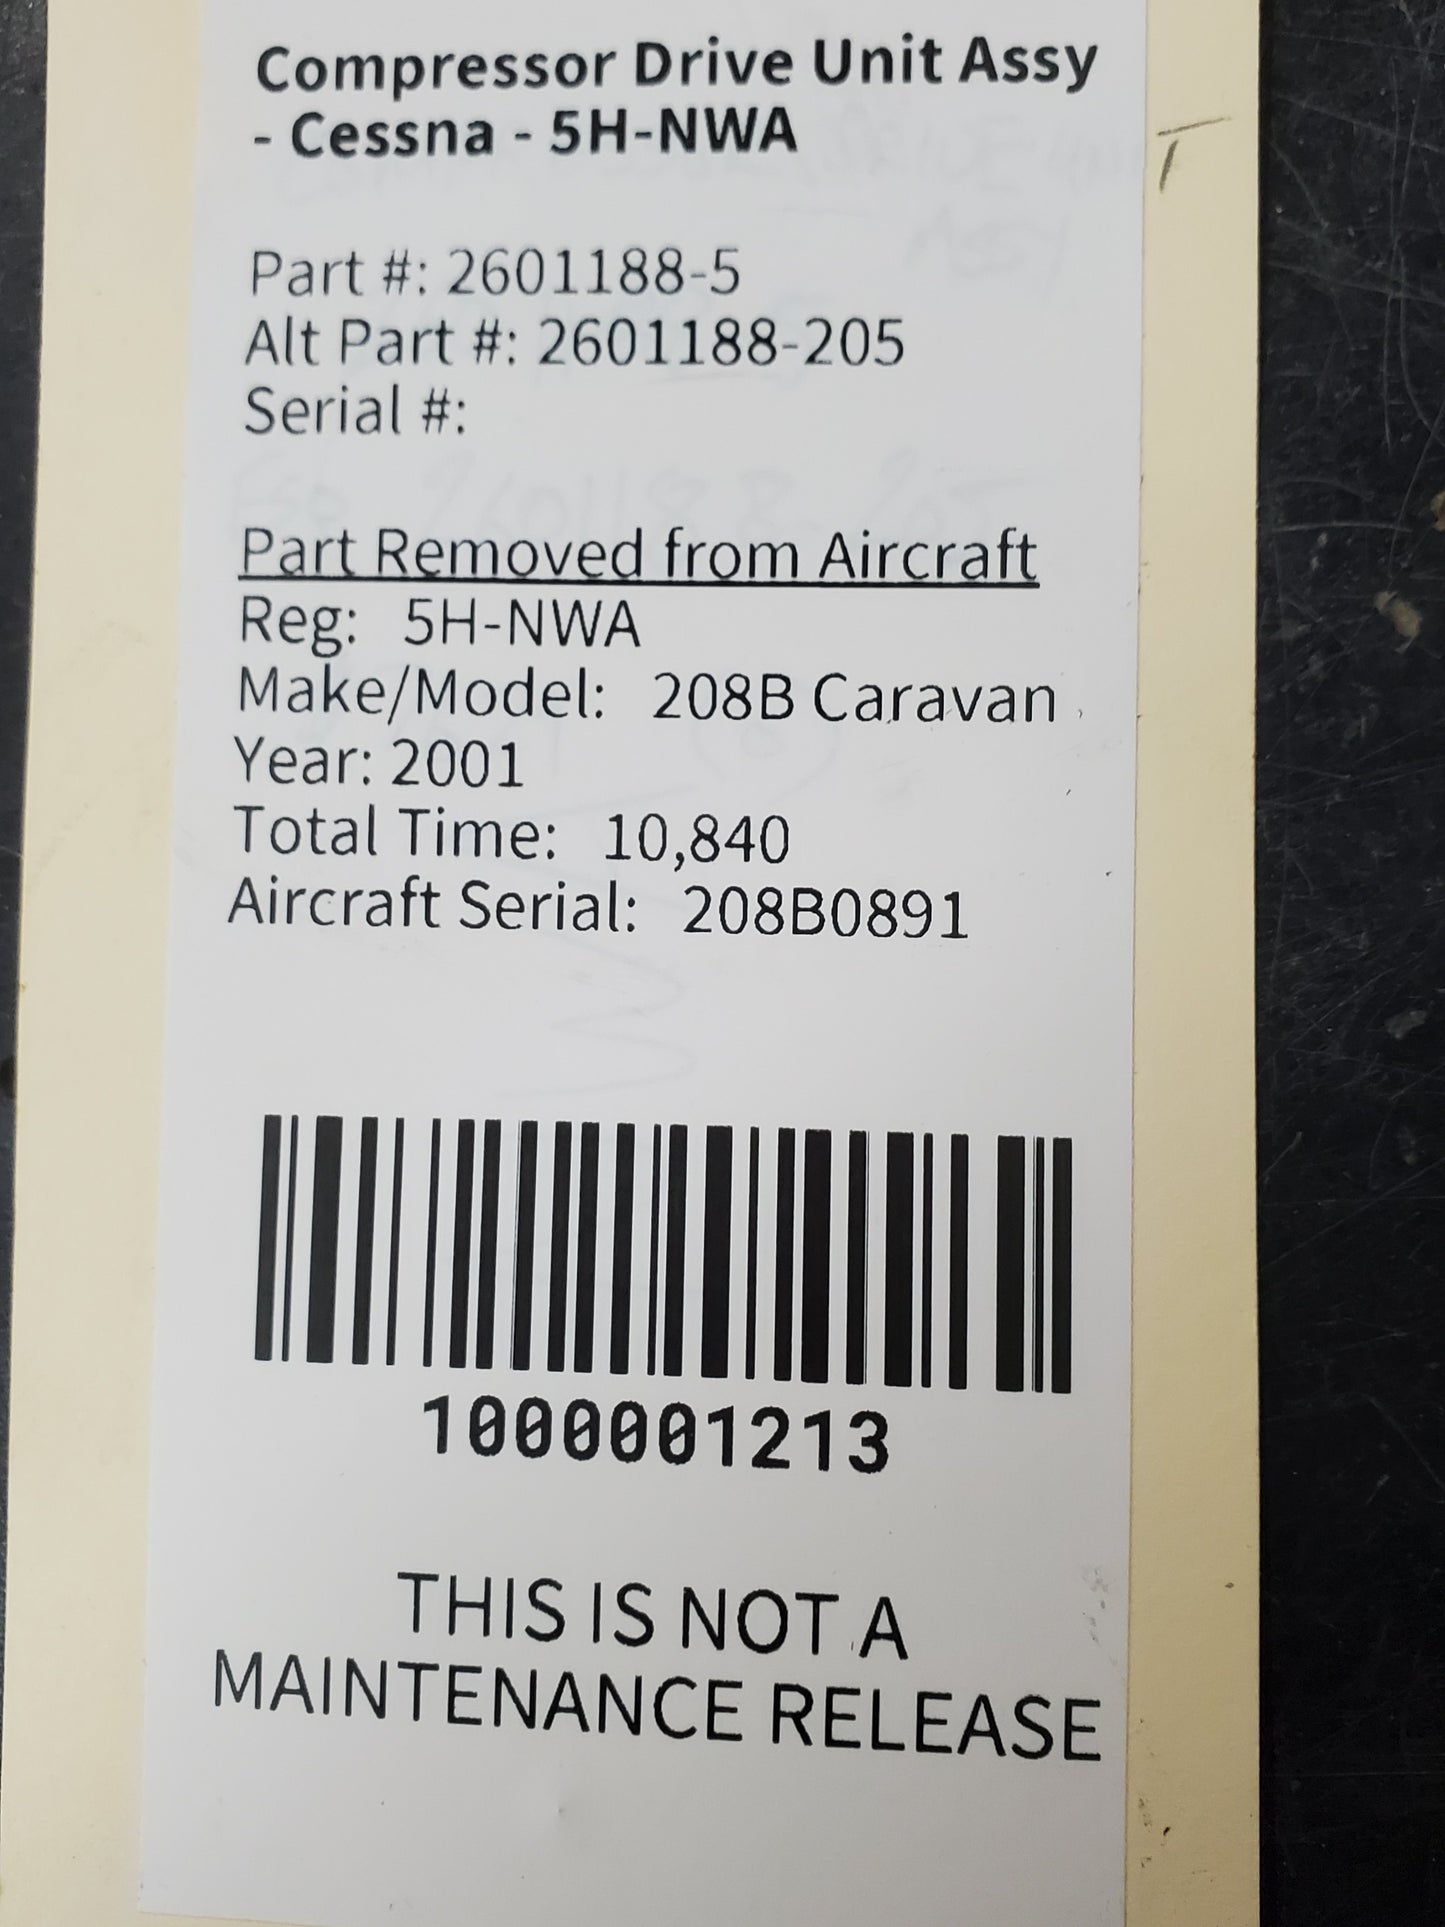 Compressor Drive Unit Assy
- Cessna - 5H-NWA
Part #: 2601188-5
Alt Part #: 2601188-205
Serial #:
Part Removed from Aircraft
Reg: 5H-NWA
Make/Model: 208B Caravan
Year: 2001
Total Time: 10,840
Aircraft Serial: 208B0891
1000001213
THIS IS NOT A
MAINTENANCE RELEASE